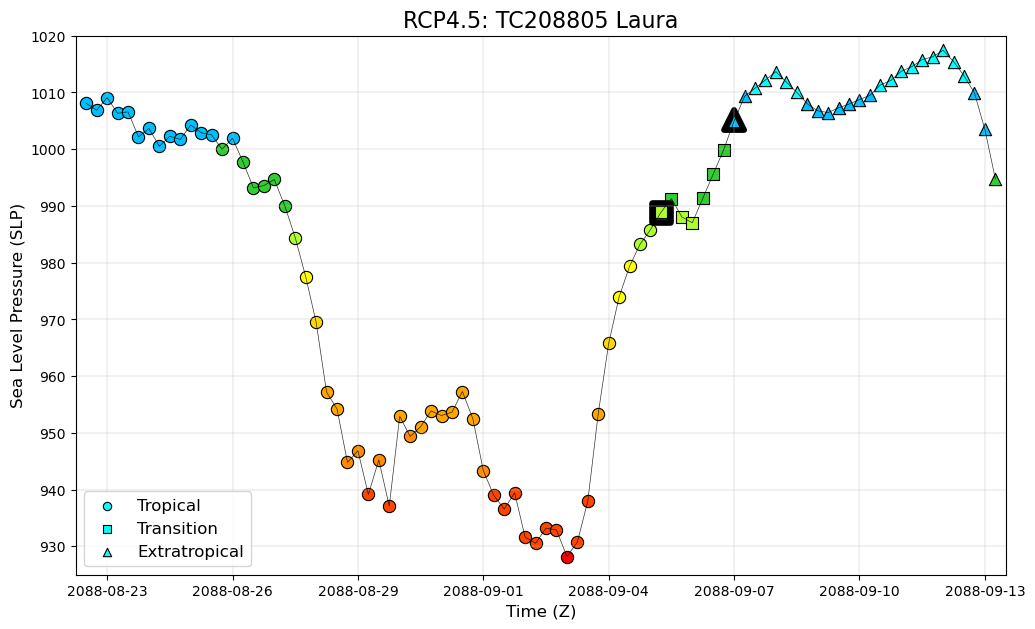 RCP4.5: TC208805 Laura
1020
1010
1000
990
980
970
960
950
940
930
Sea Level Pressure (SLP)
Tropical
Transition
Extratropical
2088-08-23 2088-08-26 2088-08-29 2088-09-01 2088-09-04 2088-09-07 2088-09-10 2088-09-13
Time (Z)